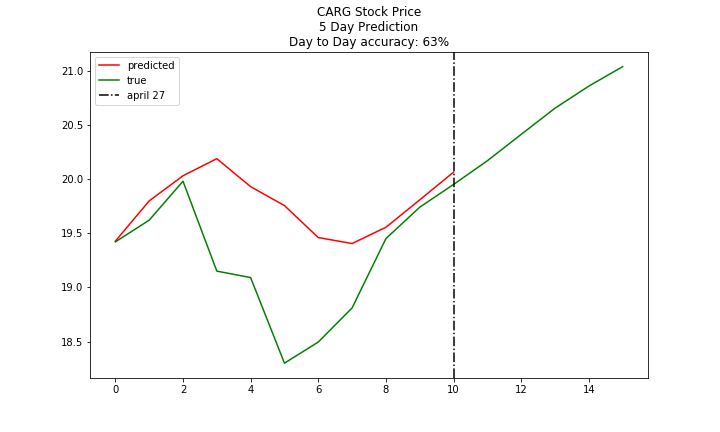 CARG Stock Price
5 Day Prediction
Day to Day accuracy: 63%
predicted
true
april 27
21.0
20.5
20.0
19.5
19.0
18.5
0 2 4 6 8 10 12 14